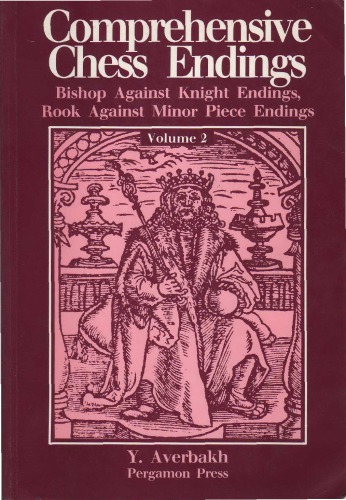 Comprehensive
Chess Endings
Bishop Against Knight Endings,
Rook Against Minor Piece Endings
Volume 2
Y. Averbakh
Pergamon Press